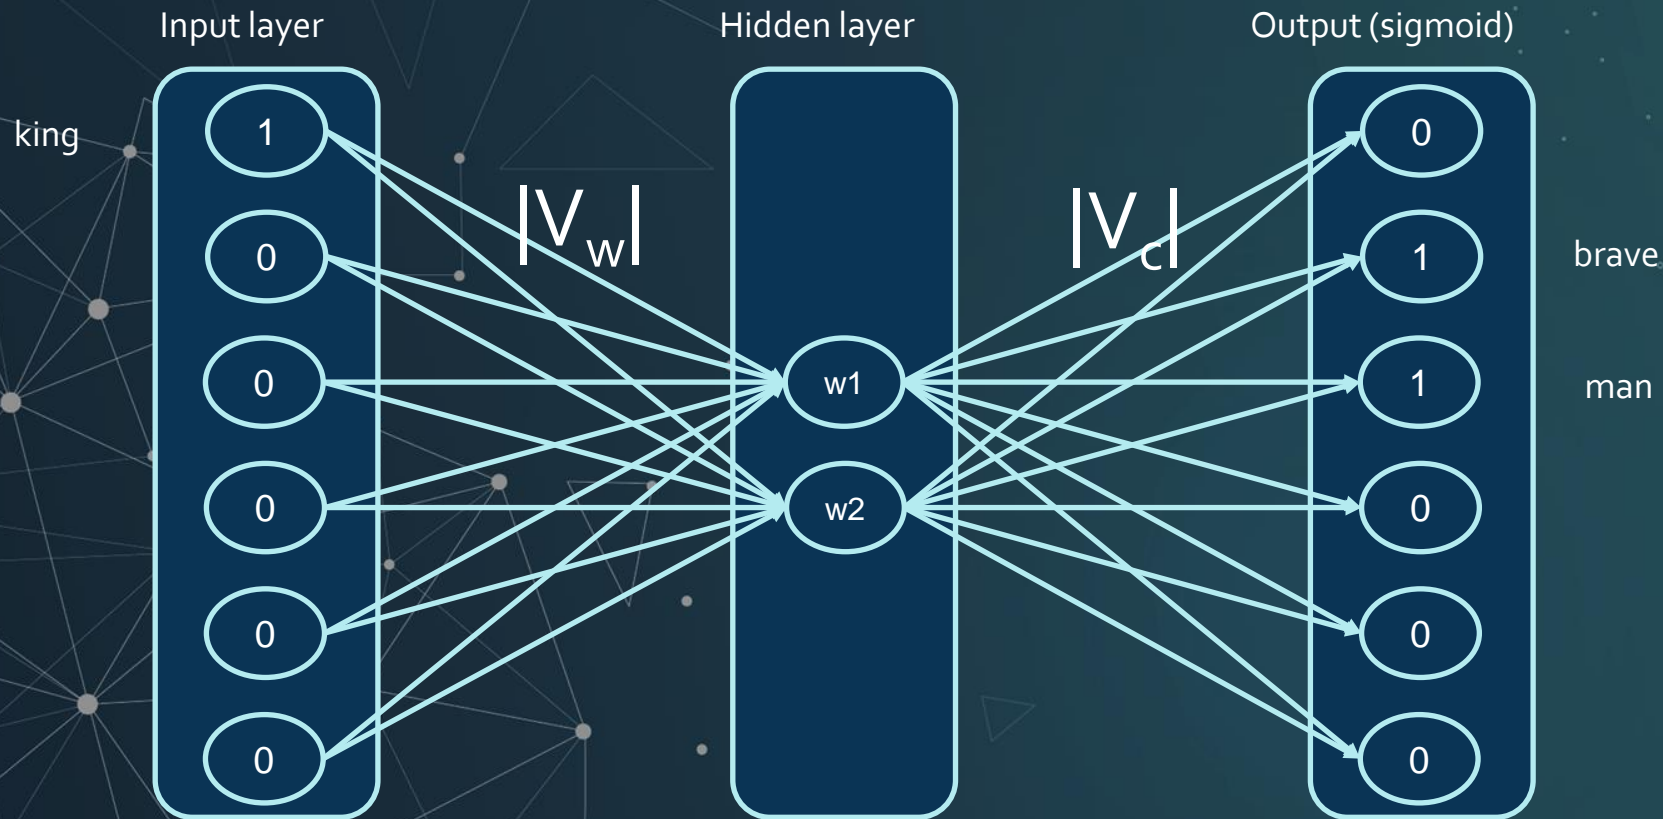 Input layer
Hidden layer
Output (sigmoid)
king
1
0
|Vw|
|Vc|
0
1
brave
0
w1
1
man
0
w2
0
0
0
0
0